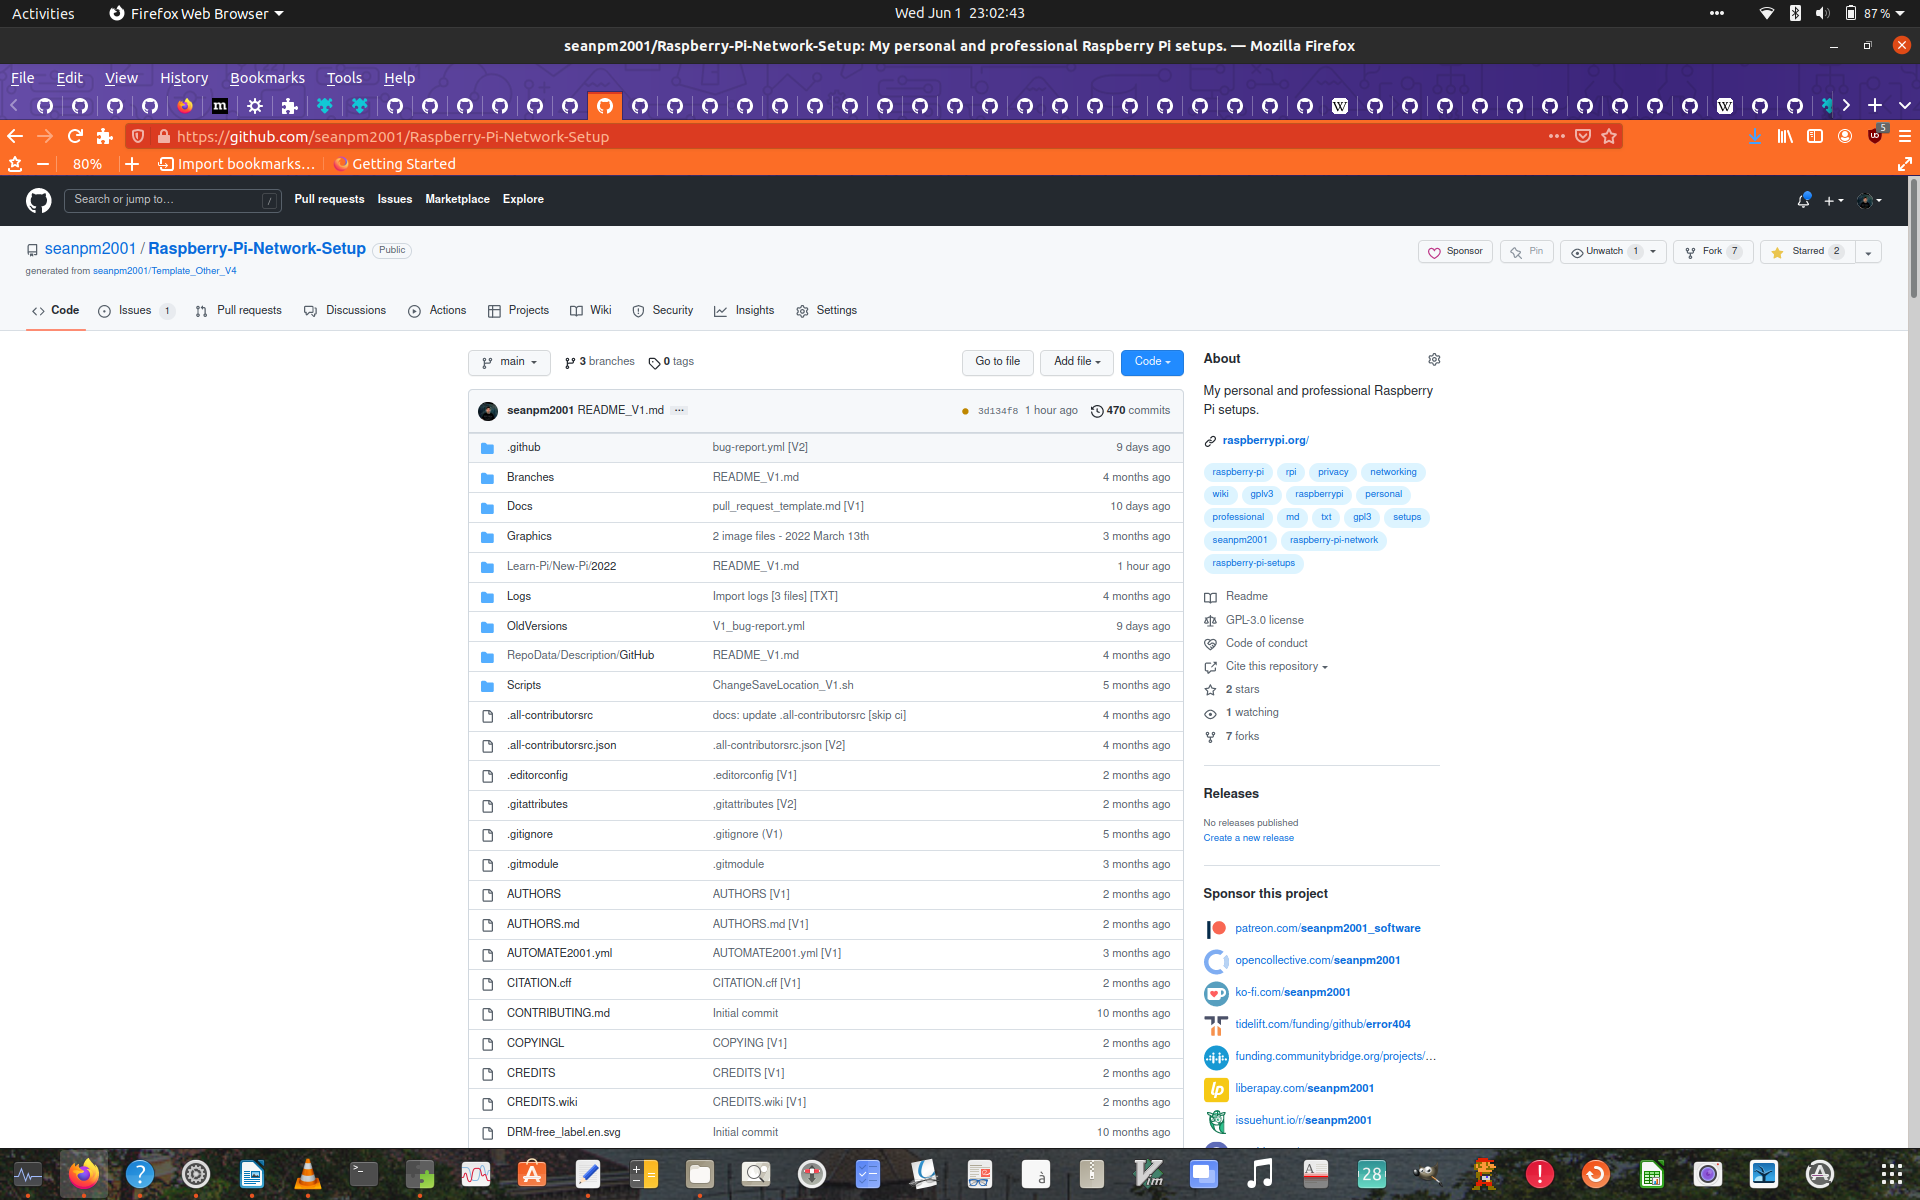 Activities Firefox Web Browser Wed Jun 1 23:02:43 87 %
seanpm2001/Raspberry-Pi-Network-Setup: My personal and professional Raspberry Pi setups. — Mozilla Firefox
File Edit View History Bookmarks Tools Help
https://github.com/seanpm2001/Raspberry-Pi-Network-Setup 5
80% Import bookmarks… Getting Started
Search or jump to… / Pull requests Issues Marketplace Explore
seanpm2001 / Raspberry-Pi-Network-Setup Public Sponsor Pin Unwatch 1 Fork 7 Starred 2
generated from seanpm2001/Template_Other_V4
Code Issues 1 Pull requests Discussions Actions Projects Wiki Security Insights Settings
main 3 branches 0 tags Go to file Add file Code
seanpm2001 README_V1.md ... 3d134f8 1 hour ago 470 commits
.github bug-report.yml [V2] 9 days ago
Branches README_V1.md 4 months ago
Docs pull_request_template.md [V1] 10 days ago
Graphics 2 image files - 2022 March 13th 3 months ago
Learn-Pi/New-Pi/2022 README_V1.md 1 hour ago
Logs Import logs [3 files] [TXT] 4 months ago
OldVersions V1_bug-report.yml 9 days ago
RepoData/Description/GitHub README_V1.md 4 months ago
Scripts ChangeSaveLocation_V1.sh 5 months ago
.all-contributorsrc docs: update .all-contributorsrc [skip ci] 4 months ago
.all-contributorsrc.json .all-contributorsrc.json [V2] 4 months ago
.editorconfig .editorconfig [V1] 2 months ago
.gitattributes ,gitattributes [V2] 2 months ago
.gitignore .gitignore (V1) 5 months ago
.gitmodule .gitmodule 3 months ago
AUTHORS AUTHORS [V1] 2 months ago
AUTHORS.md AUTHORS.md [V1] 2 months ago
AUTOMATE2001.yml AUTOMATE2001.yml [V1] 3 months ago
CITATION.cff CITATION.cff [V1] 2 months ago
CONTRIBUTING.md Initial commit 10 months ago
COPYINGL COPYING [V1] 2 months ago
CREDITS CREDITS [V1] 2 months ago
CREDITS.wiki CREDITS.wiki [V1] 2 months ago
DRM-free_label.en.svg Initial commit 10 months ago
About
My personal and professional Raspberry
Pi setups.
raspberrypi.org/
raspberry-pi rpi privacy networking
wiki gplv3 raspberrypi personal
professional md txt gpl3 setups
seanpm2001 raspberry-pi-network
raspberry-pi-setups
Readme
GPL-3.0 license
Code of conduct
Cite this repository
2 stars
1 watching
7 forks
Releases
No releases published
Create a new release
Sponsor this project
patreon.com/seanpm2001_software
opencollective.com/seanpm2001
ko-fi.com/seanpm2001
tidelift.com/funding/github/error404
funding.communitybridge.org/projects/…
liberapay.com/seanpm2001
issuehunt.io/r/seanpm2001
28